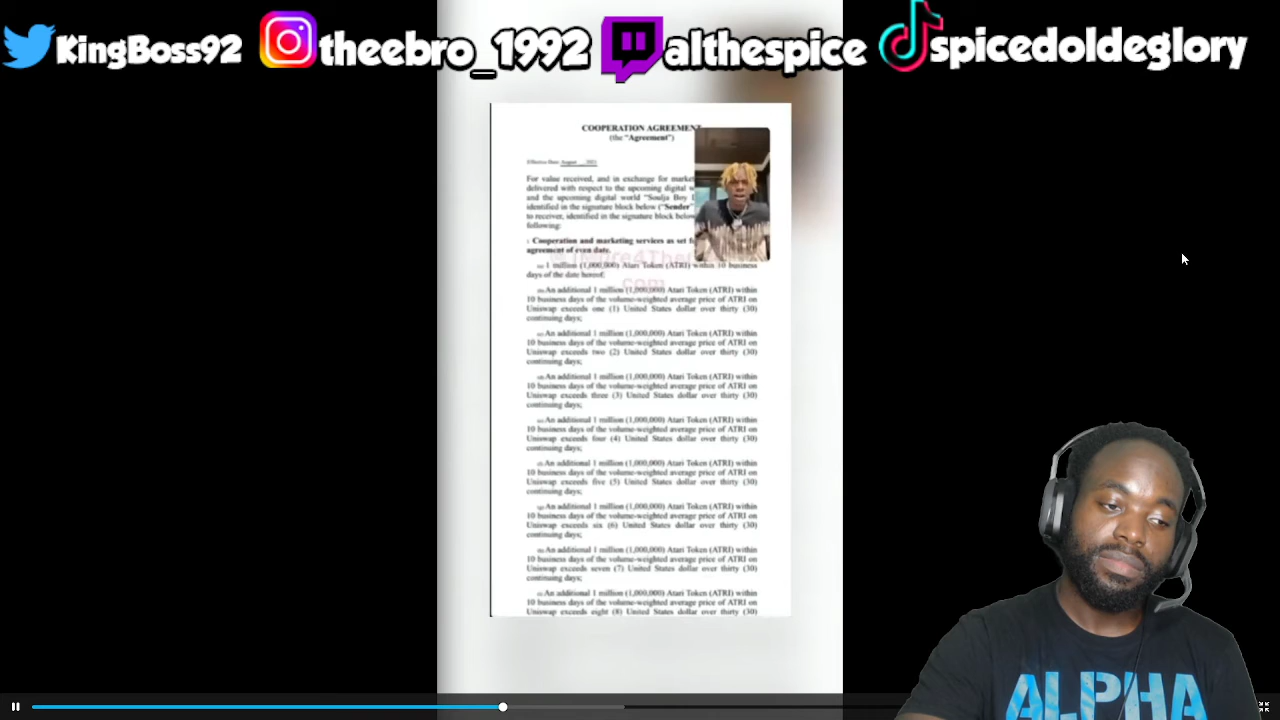 KingBoss92 theebro_1992 althespice spicedoldeglory
COOPERATION AGREEMENT
(the "Agreement")
Effective Date: August __, 2021
For value received, and in exchange for market
delivered with respect to the upcoming digital w
and the upcoming digital world "Soulja Boy
identified in the signature block below ("Sender"
to receiver, identified in the signature block below
following:
Cooperation and marketing services as set f
agreement of even date.
1 million (1,000,000) Atari Token (ATRI) within 10 business
days of the date hereof;
.com
An additional 1 million (1,000,000) Atari Token (ATRI) within
10 business days of the volume-weighted average price of ATRI on
Uniswap exceeds one (1) United States dollar over thirty (30)
continuing days;
An additional 1 million (1,000,000) Atari Token (ATRI) within
10 business days of the volume-weighted average price of ATRI on
Uniswap exceeds two (2) United States dollar over thirty (30)
continuing days;
An additional 1 million (1,000,000) Atari Token (ATRI) within
10 business days of the volume-weighted average price of ATRI on
Uniswap exceeds three (3) United States dollar over thirty (30)
continuing days;
An additional 1 million (1,000,000) Atari Token (ATRI) within
10 business days of the volume-weighted average price of ATRI on
Uniswap exceeds four (4) United States dollar over thirty (30)
continuing days;
An additional 1 million (1,000,000) Atari Token (ATRI) within
10 business days of the volume-weighted average price of ATRI on
Uniswap exceeds five (5) United States dollar over thirty (30)
continuing days;
An additional 1 million (1,000,000) Atari Token (ATRI) within
10 business days of the volume-weighted average price of ATRI on
Uniswap exceeds six (6) United States dollar over thirty (30)
continuing days;
An additional 1 million (1,000,000) Atari Token (ATRI) within
10 business days of the volume-weighted average price of ATRI on
Uniswap exceeds seven (7) United States dollar over thirty (30)
continuing days;
An additional 1 million (1,000,000) Atari Token (ATRI) within
10 business days of the volume-weighted average price of ATRI on
Uniswap exceeds eight (8) United States dollar over thirty (30)
ALPHA